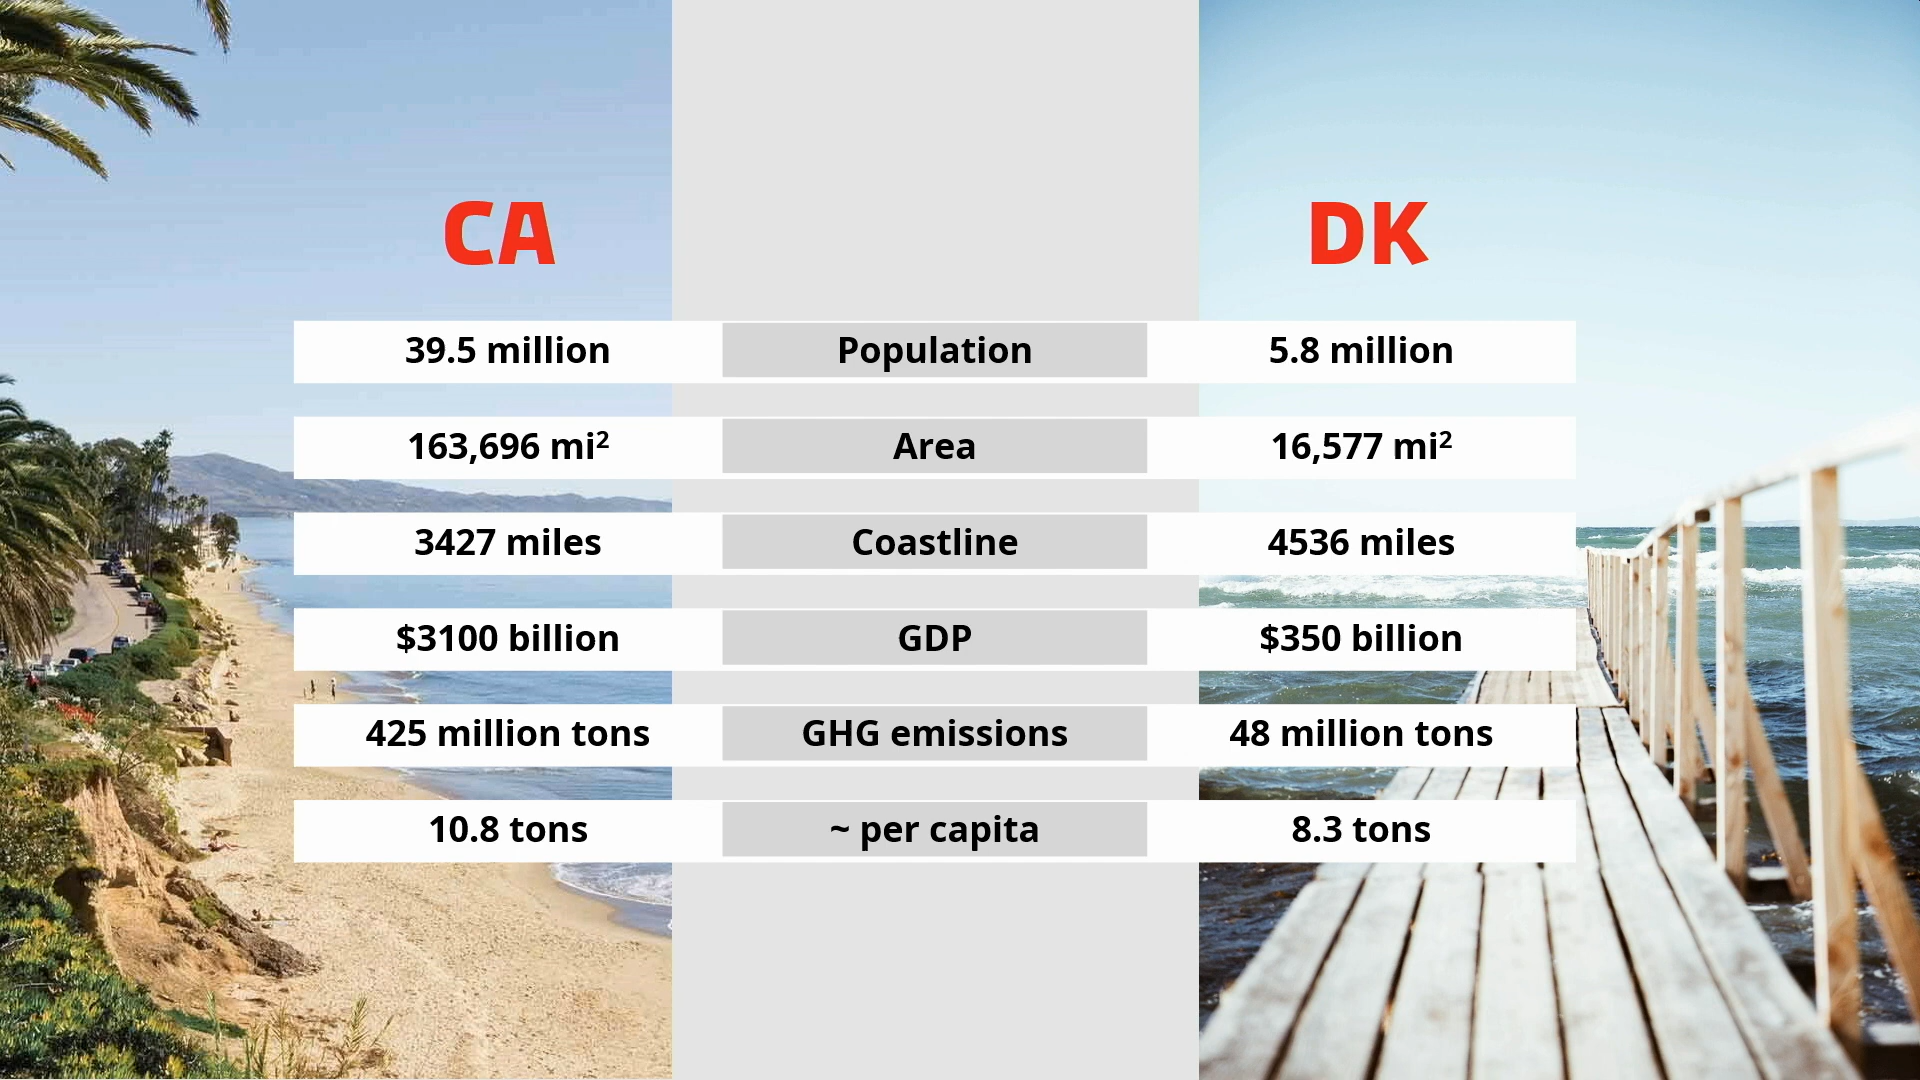 CA DK
39.5 million Population 5.8 million
163,696 mi² Area 16,577 mi²
3427 miles Coastline 4536 miles
$3100 billion GDP $350 billion
425 million tons GHG emissions 48 million tons
10.8 tons ~ per capita 8.3 tons